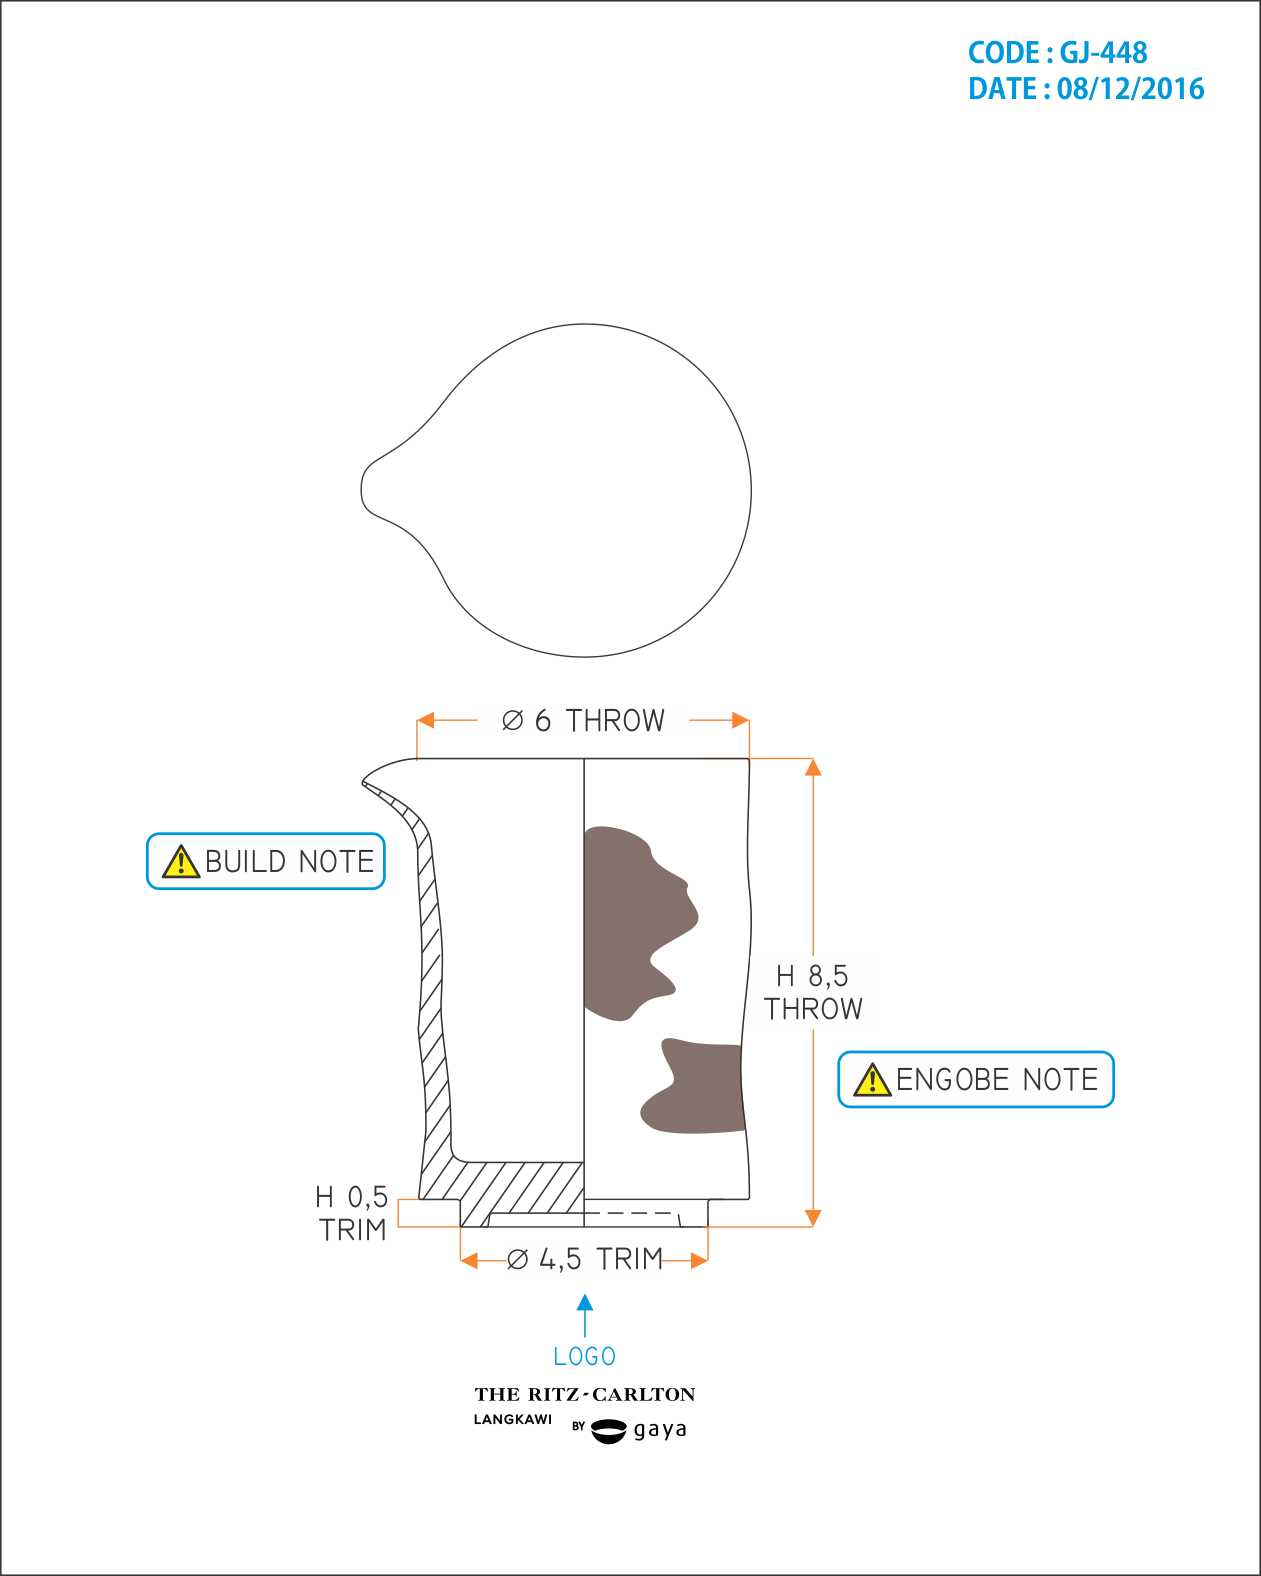 CODE : GJ-448
DATE : 08/12/2016
Ø 6 THROW
BUILD NOTE
H 8,5
THROW
ENGOBE NOTE
H 0,5
TRIM
Ø 4,5 TRIM
LOGO
THE RITZ-CARLTON
LANGKAWI BY gaya